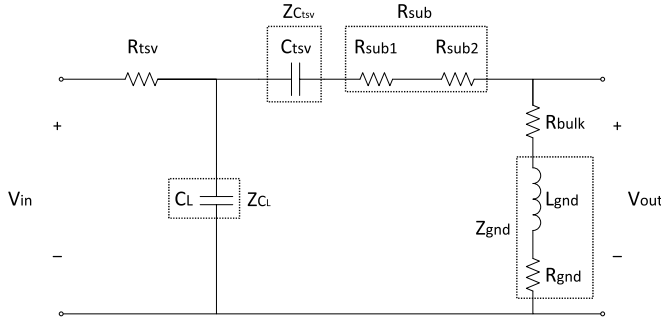 ZCtsv
Rsub
Rtsv
Ctsv
Rsub1
Rsub2
+
Rbulk
+
Vin
CL
ZCL
Lgnd
Vout
Zgnd
−
Rgnd
−